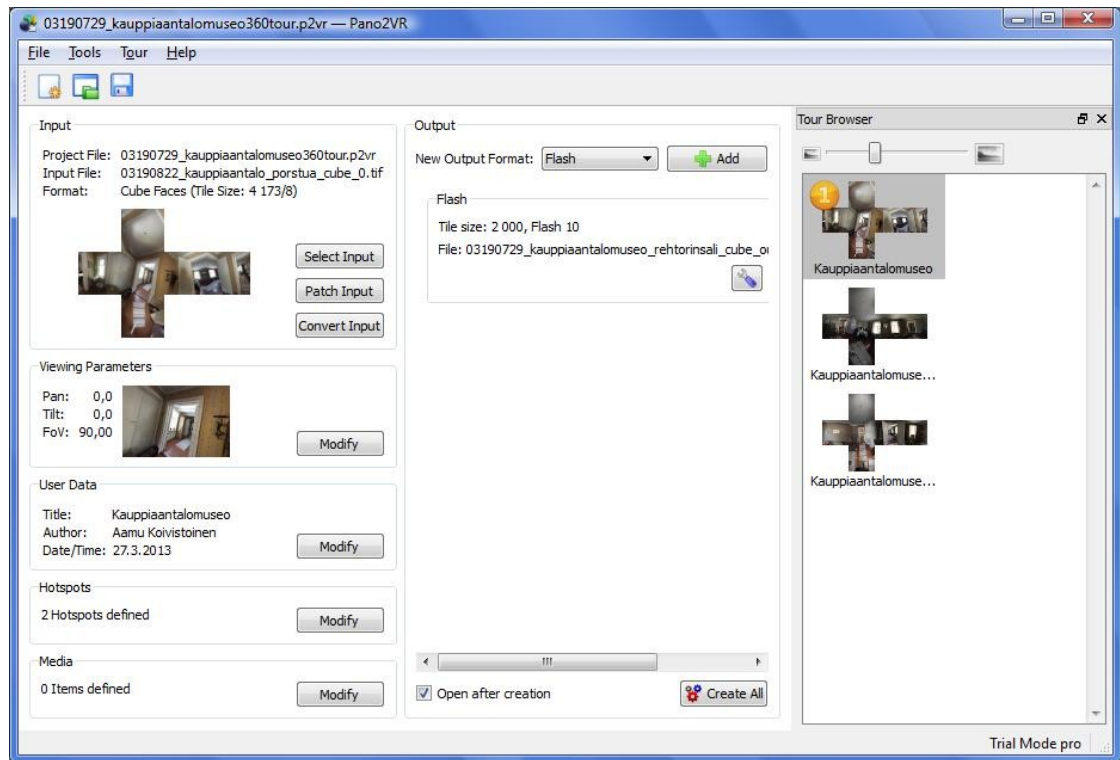 03190729_kauppiaantalomuseo360tour.p2vr — Pano2VR
File Tools Tour Help
Input
Project File: 03190729_kauppiaantalomuseo360tour.p2vr
Input File: 03190822_kauppiaantalo_porstua_cube_0.tif
Format: Cube Faces (Tile Size: 4 173/8)
Select Input
Patch Input
Convert Input
Viewing Parameters
Pan: 0,0
Tilt: 0,0
FoV: 90,00
Modify
User Data
Title: Kauppiaantalomuseo
Author: Aamu Koivistoinen
Date/Time: 27.3.2013
Modify
Hotspots
2 Hotspots defined
Modify
Media
0 Items defined
Modify
Output
New Output Format: Flash
Add
Flash
Tile size: 2 000, Flash 10
File: 03190729_kauppiaantalomuseo_rehtorinsali_cube_ou
Open after creation
Create All
Tour Browser
1
Kauppiaantalomuseo
Kauppiaantalomuse...
Kauppiaantalomuse...
Trial Mode pro